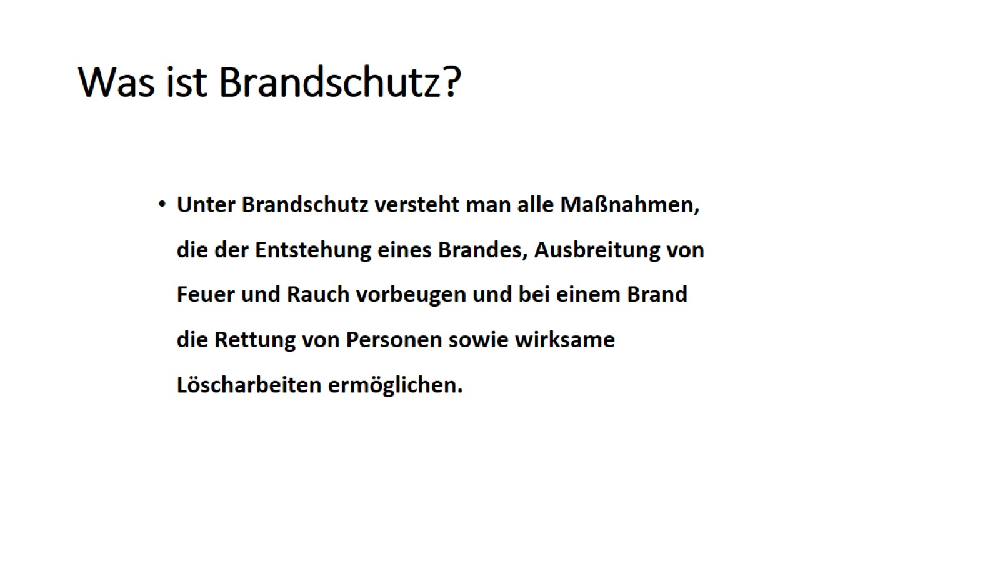 Was ist Brandschutz?
• Unter Brandschutz versteht man alle Maßnahmen,
die der Entstehung eines Brandes, Ausbreitung von
Feuer und Rauch vorbeugen und bei einem Brand
die Rettung von Personen sowie wirksame
Löscharbeiten ermöglichen.